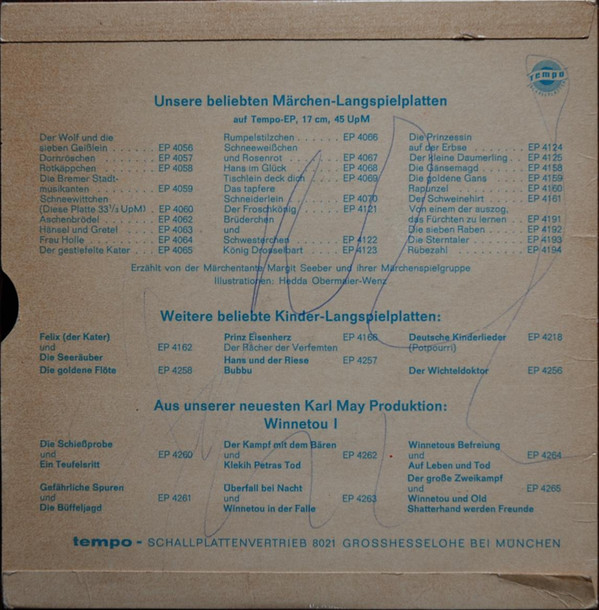 tempo
Unsere beliebten Märchen-Langspielplatten
auf Tempo-EP, 17 cm, 45 UpM
Der Wolf und die
sieben Geißlein . . . . . . EP 4056
Dornröschen . . . . . . . EP 4057
Rotkäppchen . . . . . . . EP 4058
Die Bremer Stadt-
musikanten . . . . . . . . EP 4059
Schneewittchen
(Diese Platte 33 1/3 UpM) . EP 4060
Aschenbrödel . . . . . . . EP 4062
Hänsel und Gretel . . . . . EP 4063
Frau Holle . . . . . . . . . EP 4064
Der gestiefelte Kater . . . . EP 4065
Rumpelstilzchen . . . . . . EP 4066
Schneeweißchen
und Rosenrot . . . . . . . EP 4067
Hans im Glück . . . . . . . EP 4068
Tischlein deck dich . . . . . EP 4069
Das tapfere
Schneiderlein . . . . . . . EP 4070
Der Froschkönig . . . . . . EP 4121
Brüderchen
und
Schwesterchen . . . . . . . EP 4122
König Drosselbart . . . . . EP 4123
Die Prinzessin
auf der Erbse . . . . . . . EP 4124
Der kleine Däumerling . . EP 4125
Die Gänsemagd . . . . . . EP 4158
Die goldene Gans . . . . . EP 4159
Rapunzel . . . . . . . . . EP 4160
Der Schweinehirt . . . . . EP 4161
Von einem der auszog,
das Fürchten zu lernen . . EP 4191
Die sieben Raben . . . . . EP 4192
Die Sterntaler . . . . . . . EP 4193
Rübezahl . . . . . . . . . EP 4194
Erzählt von der Märchentante Margit Seeber und ihrer Märchenspielgruppe
Illustrationen: Hedda Obermaier-Wenz
Weitere beliebte Kinder-Langspielplatten:
Felix (der Kater)
und EP 4162
Die Seeräuber
Die goldene Flöte EP 4258
Prinz Eisenherz EP 4166
Der Rächer der Verfemten
Hans und der Riese EP 4257
Bubbu
Deutsche Kinderlieder EP 4218
(Potpourri)
Der Wichteldoktor EP 4256
Aus unserer neuesten Karl May Produktion:
Winnetou I
Die Schießprobe
und EP 4260
Ein Teufelsritt
Gefährliche Spuren
und EP 4261
Die Büffeljagd
Der Kampf mit dem Bären
und EP 4262
Klekih Petras Tod
Überfall bei Nacht
und EP 4263
Winnetou in der Falle
Winnetous Befreiung
und EP 4264
Auf Leben und Tod
Der große Zweikampf
und EP 4265
Winnetou und Old
Shatterhand werden Freunde
tempo - SCHALLPLATTENVERTRIEB 8021 GROSSHESSELOHE BEI MÜNCHEN